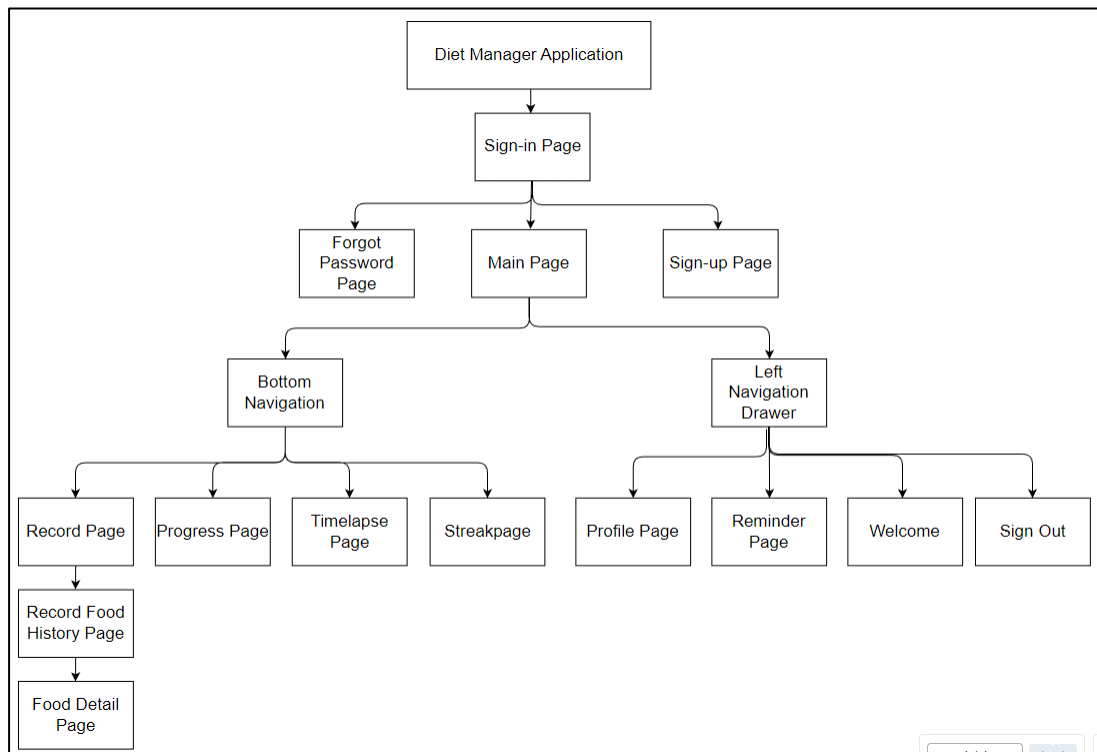 Diet Manager Application
Sign-in Page
Forgot
Password
Page
Main Page
Sign-up Page
Bottom
Navigation
Left
Navigation
Drawer
Record Page
Progress Page
Timelapse
Page
Streakpage
Profile Page
Reminder
Page
Welcome
Sign Out
Record Food
History Page
Food Detail
Page